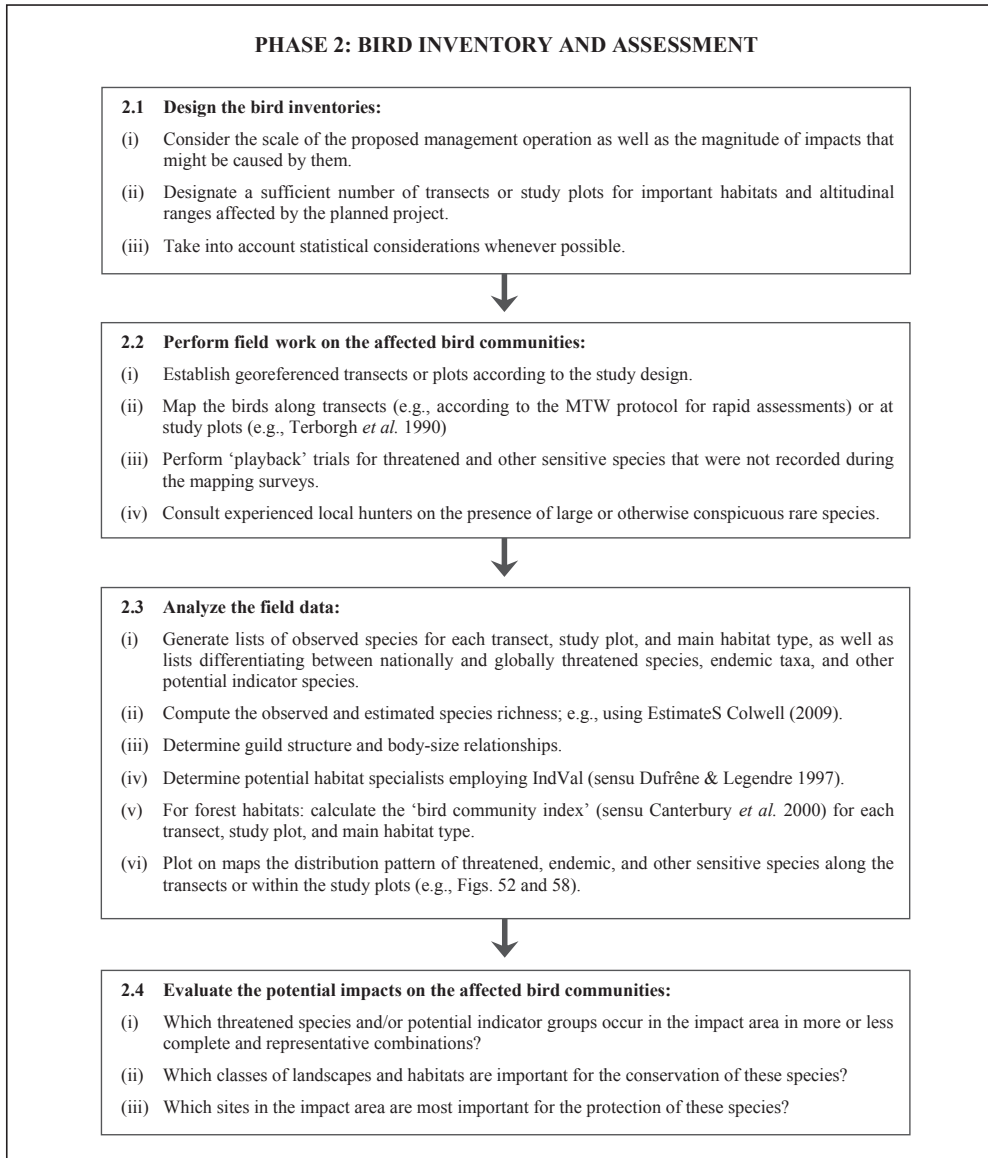 PHASE 2: BIRD INVENTORY AND ASSESSMENT
2.1 Design the bird inventories:
(i) Consider the scale of the proposed management operation as well as the magnitude of impacts that
might be caused by them.
(ii) Designate a sufficient number of transects or study plots for important habitats and altitudinal
ranges affected by the planned project.
(iii) Take into account statistical considerations whenever possible.
2.2 Perform field work on the affected bird communities:
(i) Establish georeferenced transects or plots according to the study design.
(ii) Map the birds along transects (e.g., according to the MTW protocol for rapid assessments) or at
study plots (e.g., Terborgh et al. 1990)
(iii) Perform ‘playback’ trials for threatened and other sensitive species that were not recorded during
the mapping surveys.
(iv) Consult experienced local hunters on the presence of large or otherwise conspicuous rare species.
2.3 Analyze the field data:
(i) Generate lists of observed species for each transect, study plot, and main habitat type, as well as
lists differentiating between nationally and globally threatened species, endemic taxa, and other
potential indicator species.
(ii) Compute the observed and estimated species richness; e.g., using EstimateS Colwell (2009).
(iii) Determine guild structure and body-size relationships.
(iv) Determine potential habitat specialists employing IndVal (sensu Dufrêne & Legendre 1997).
(v) For forest habitats: calculate the ‘bird community index’ (sensu Canterbury et al. 2000) for each
transect, study plot, and main habitat type.
(vi) Plot on maps the distribution pattern of threatened, endemic, and other sensitive species along the
transects or within the study plots (e.g., Figs. 52 and 58).
2.4 Evaluate the potential impacts on the affected bird communities:
(i) Which threatened species and/or potential indicator groups occur in the impact area in more or less
complete and representative combinations?
(ii) Which classes of landscapes and habitats are important for the conservation of these species?
(iii) Which sites in the impact area are most important for the protection of these species?